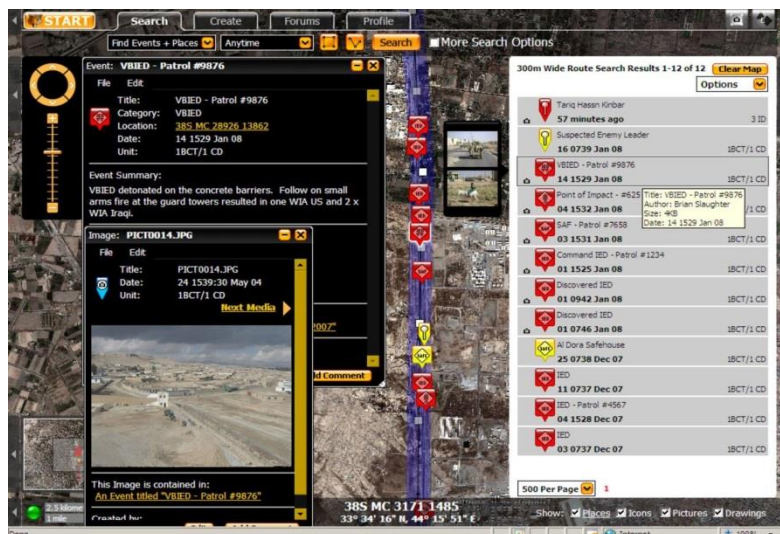 START
Search
Create
Forums
Profile
Find Events + Places
Anytime
Search
More Search Options
Event: VBIED - Patrol #9876
File Edit
Title: VBIED - Patrol #9876
Category: VBIED
Location: 38S MC 28926 13862
Date: 14 1529 Jan 08
Unit: 1BCT/1 CD
Event Summary:
VBIED detonated on the concrete barriers. Follow on small
arms fire at the guard towers resulted in one WIA US and 2 x
WIA Iraqi.
2007"
Add Comment
Image: PICT0014.JPG
File Edit
Title: PICT0014.JPG
Date: 24 1539:30 May 04
Unit: 1BCT/1 CD
Next Media
This Image is contained in:
An Event titled "VBIED - Patrol #9876"
Created by:
300m Wide Route Search Results 1-12 of 12
Clear Map
Options
Tariq Hassn Kinbar
57 minutes ago 3 ID
Suspected Enemy Leader
16 0739 Jan 08 1BCT/1 CD
VBIED - Patrol #9876
14 1529 Jan 08 1BCT/1 CD
Point of Impact - #625
04 1532 Jan 08
Title: VBIED - Patrol #9876
Author: Brian Slaughter
Size: 4KB
Date: 14 1529 Jan 08
SAF - Patrol #7658
03 1531 Jan 08 1BCT/1 CD
Command IED - Patrol #1234
01 1525 Jan 08 1BCT/1 CD
Discovered IED
01 0942 Jan 08 1BCT/1 CD
Discovered IED
01 0746 Jan 08 1BCT/1 CD
Al Dora Safehouse
25 0738 Dec 07 1BCT/1 CD
IED
11 0737 Dec 07 1BCT/1 CD
IED - Patrol #4567
04 1528 Dec 07 1BCT/1 CD
IED
03 0737 Dec 07 1BCT/1 CD
500 Per Page
1
2.5 kilome
1 mile
38S MC 3171 1485
33° 34' 16" N, 44° 15' 51" E
Show: Places Icons Pictures Drawings
Done
Internet
100%